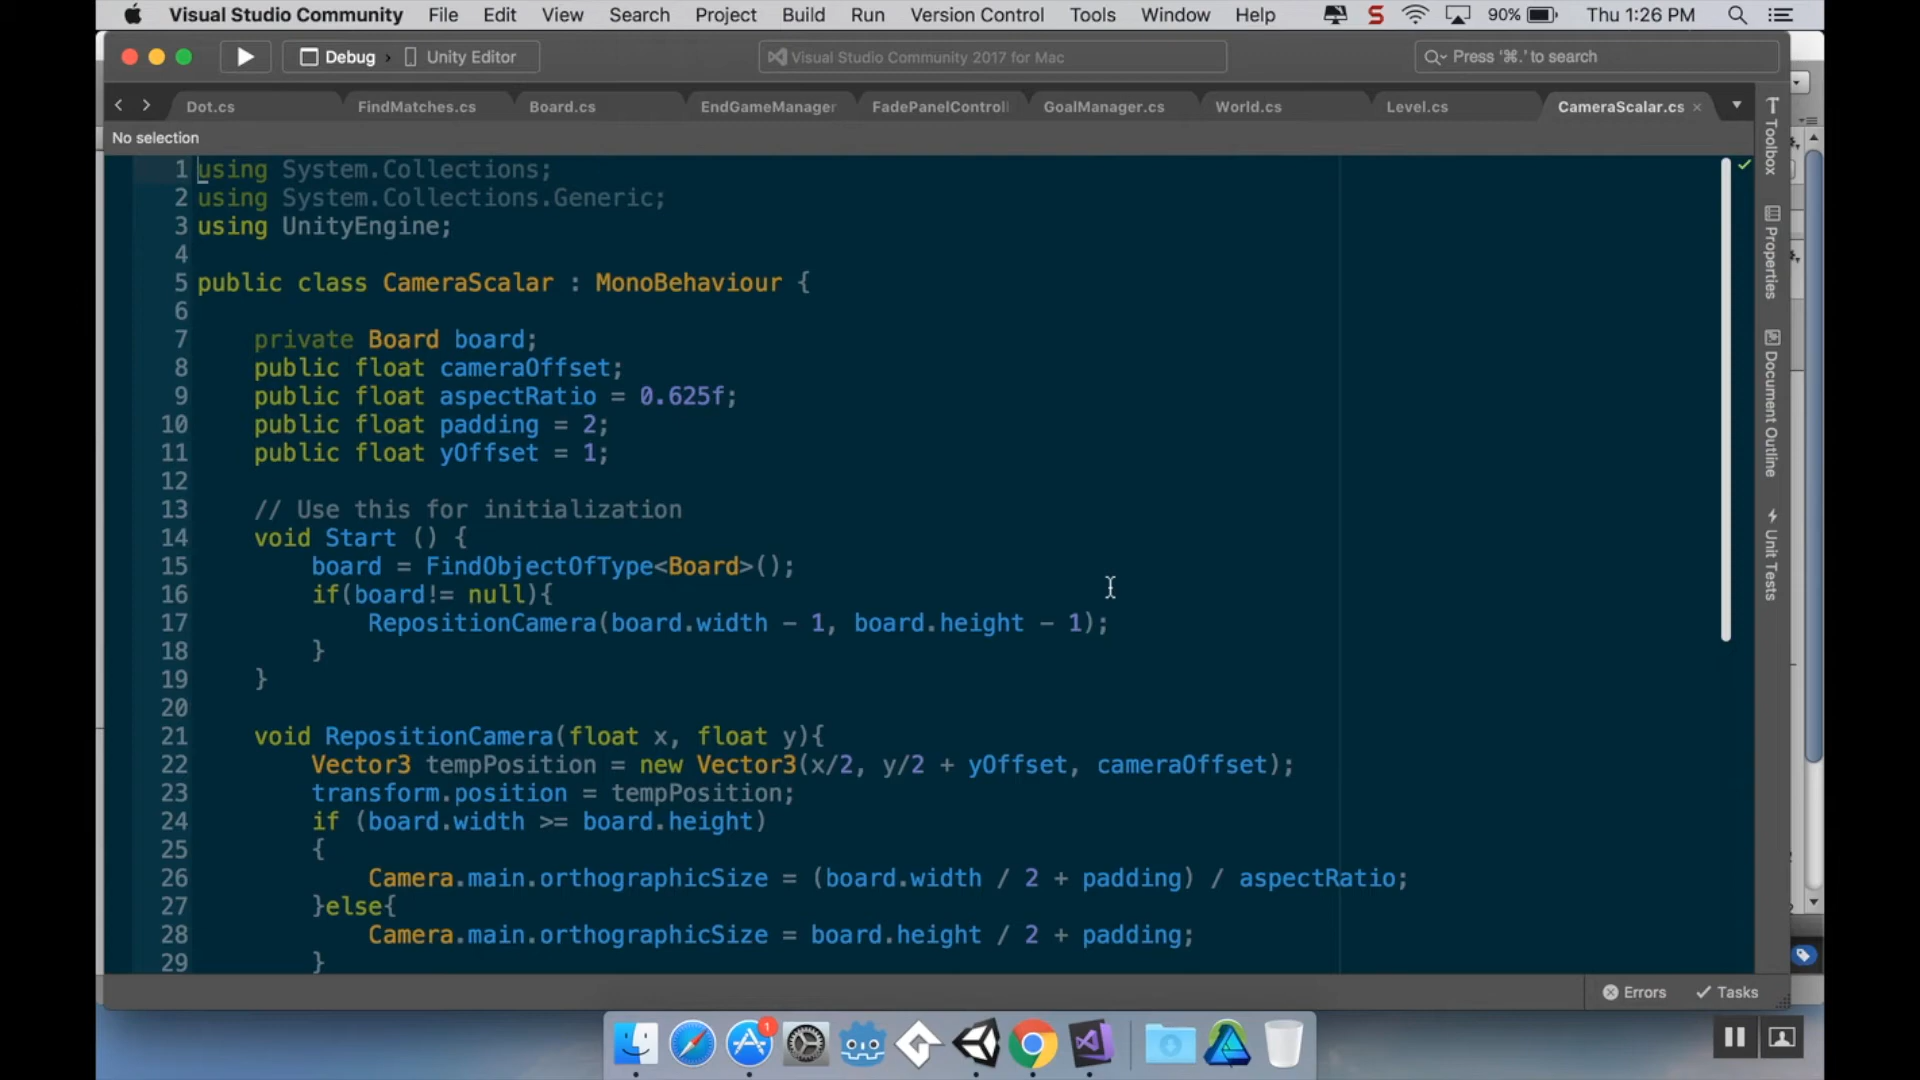 Visual Studio Community File Edit View Search Project Build Run Version Control Tools Window Help S 90% Thu 1:26 PM
Debug › Unity Editor Visual Studio Community 2017 for Mac Press '⌘.' to search
Dot.cs FindMatches.cs Board.cs EndGameManager FadePanelControll GoalManager.cs World.cs Level.cs CameraScalar.cs ×
No selection
1 using System.Collections;
2 using System.Collections.Generic;
3 using UnityEngine;
4
5 public class CameraScalar : MonoBehaviour {
6
7 private Board board;
8 public float cameraOffset;
9 public float aspectRatio = 0.625f;
10 public float padding = 2;
11 public float yOffset = 1;
12
13 // Use this for initialization
14 void Start () {
15 board = FindObjectOfType<Board>();
16 if(board!= null){
17 RepositionCamera(board.width - 1, board.height - 1);
18 }
19 }
20
21 void RepositionCamera(float x, float y){
22 Vector3 tempPosition = new Vector3(x/2, y/2 + yOffset, cameraOffset);
23 transform.position = tempPosition;
24 if (board.width >= board.height)
25 {
26 Camera.main.orthographicSize = (board.width / 2 + padding) / aspectRatio;
27 }else{
28 Camera.main.orthographicSize = board.height / 2 + padding;
29 }
Toolbox
Properties
Document Outline
Unit Tests
Errors Tasks
1